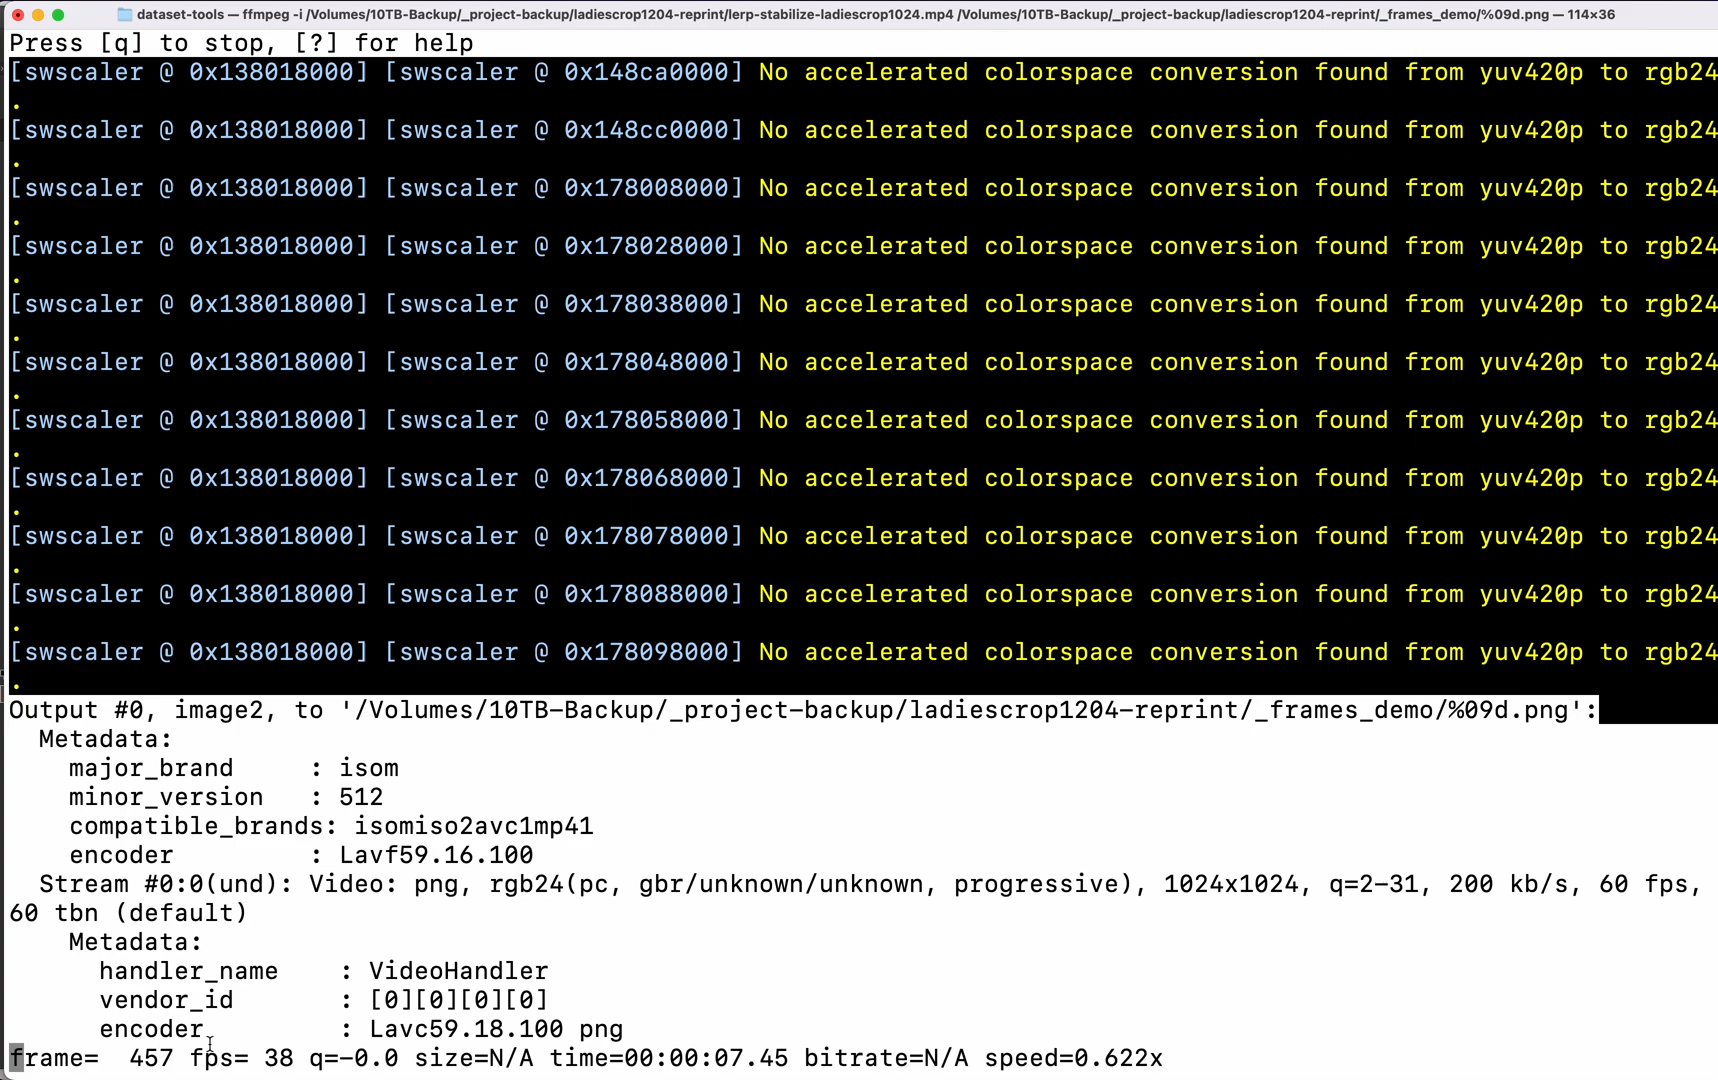 dataset-tools — ffmpeg -i /Volumes/10TB-Backup/_project-backup/ladiescrop1204-reprint/lerp-stabilize-ladiescrop1024.mp4 /Volumes/10TB-Backup/_project-backup/ladiescrop1204-reprint/_frames_demo/%09d.png — 114×36
Press [q] to stop, [?] for help
[swscaler @ 0x138018000] [swscaler @ 0x148ca0000] No accelerated colorspace conversion found from yuv420p to rgb24
.
[swscaler @ 0x138018000] [swscaler @ 0x148cc0000] No accelerated colorspace conversion found from yuv420p to rgb24
.
[swscaler @ 0x138018000] [swscaler @ 0x178008000] No accelerated colorspace conversion found from yuv420p to rgb24
.
[swscaler @ 0x138018000] [swscaler @ 0x178028000] No accelerated colorspace conversion found from yuv420p to rgb24
.
[swscaler @ 0x138018000] [swscaler @ 0x178038000] No accelerated colorspace conversion found from yuv420p to rgb24
.
[swscaler @ 0x138018000] [swscaler @ 0x178048000] No accelerated colorspace conversion found from yuv420p to rgb24
.
[swscaler @ 0x138018000] [swscaler @ 0x178058000] No accelerated colorspace conversion found from yuv420p to rgb24
.
[swscaler @ 0x138018000] [swscaler @ 0x178068000] No accelerated colorspace conversion found from yuv420p to rgb24
.
[swscaler @ 0x138018000] [swscaler @ 0x178078000] No accelerated colorspace conversion found from yuv420p to rgb24
.
[swscaler @ 0x138018000] [swscaler @ 0x178088000] No accelerated colorspace conversion found from yuv420p to rgb24
.
[swscaler @ 0x138018000] [swscaler @ 0x178098000] No accelerated colorspace conversion found from yuv420p to rgb24
.
Output #0, image2, to '/Volumes/10TB-Backup/_project-backup/ladiescrop1204-reprint/_frames_demo/%09d.png':
  Metadata:
    major_brand     : isom
    minor_version   : 512
    compatible_brands: isomiso2avc1mp41
    encoder         : Lavf59.16.100
  Stream #0:0(und): Video: png, rgb24(pc, gbr/unknown/unknown, progressive), 1024x1024, q=2-31, 200 kb/s, 60 fps,
60 tbn (default)
    Metadata:
      handler_name    : VideoHandler
      vendor_id       : [0][0][0][0]
      encoder         : Lavc59.18.100 png
frame=  457 fps= 38 q=-0.0 size=N/A time=00:00:07.45 bitrate=N/A speed=0.622x